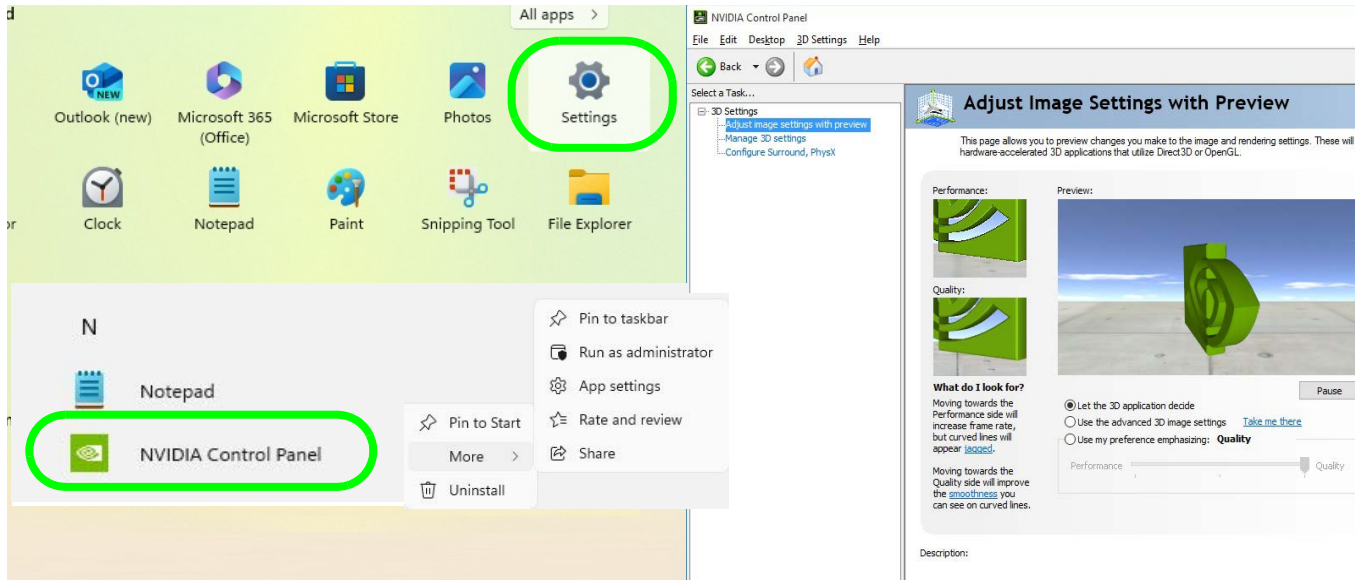 d
All apps >
NEW
Outlook (new)
Microsoft 365
(Office)
Microsoft Store
Photos
Settings
or
Clock
Notepad
Paint
Snipping Tool
File Explorer
N
Notepad
NVIDIA Control Panel
Pin to Start
More >
Uninstall
Pin to taskbar
Run as administrator
App settings
Rate and review
Share
NVIDIA Control Panel
File Edit Desktop 3D Settings Help
Back
Select a Task...
3D Settings
Adjust image settings with preview
Manage 3D settings
Configure Surround, PhysX
Adjust Image Settings with Preview
This page allows you to preview changes you make to the image and rendering settings. These will
hardware-accelerated 3D applications that utilize Direct3D or OpenGL.
Performance:
Quality:
What do I look for?
Moving towards the
Performance side will
increase frame rate,
but curved lines will
appear jagged.
Moving towards the
Quality side will improve
the smoothness you
can see on curved lines.
Preview:
Pause
Let the 3D application decide
Use the advanced 3D image settings Take me there
Use my preference emphasizing: Quality
Performance Quality
Description: